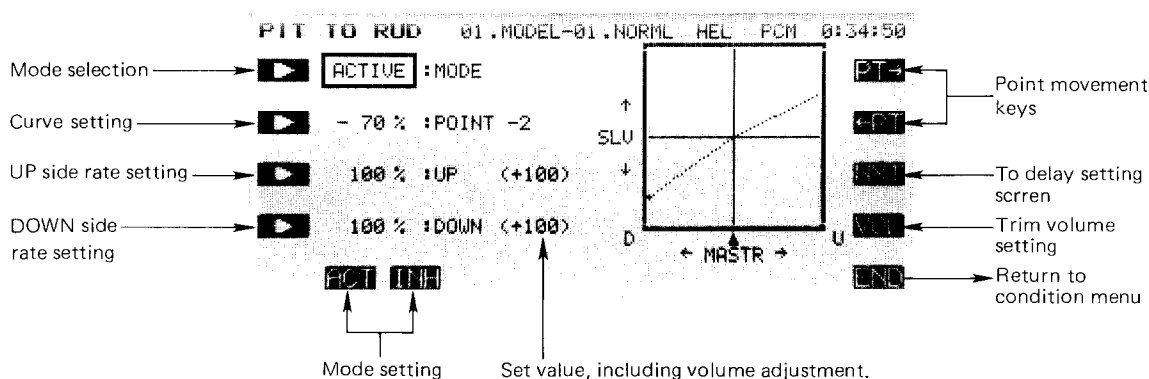 PIT TO RUD 01.MODEL-01.NORML HEL PCM 0:34:50
Mode selection
ACTIVE :MODE
PT→
Point movement
keys
Curve setting
- 70 % :POINT -2
↑
SLV
↓
←PT
UP side rate setting
100 % :UP (+100)
To delay setting
scrren
DOWN side
rate setting
100 % :DOWN (+100)
D
← MASTR →
U
Trim volume
setting
ACT INH
END
Return to
condition menu
Mode setting
Set value, including volume adjustment.